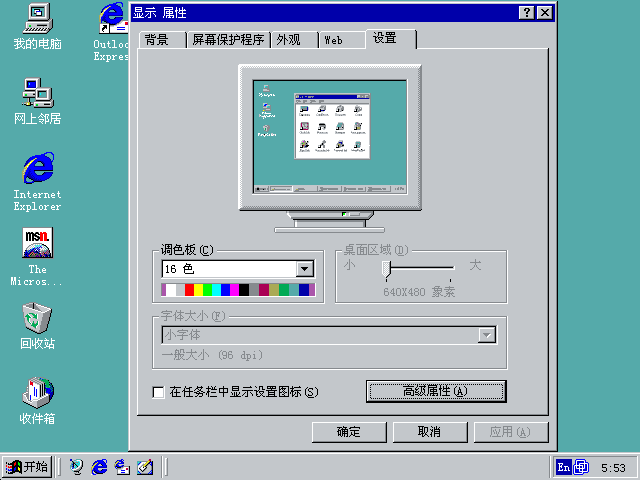 我的电脑
Outlo
Expres
网上邻居
Internet
Explorer
msn.
The
Micros...
回收站
收件箱
显示 属性
背景
屏幕保护程序
外观
Web
设置
调色板(C)
16 色
桌面区域(D)
小
大
640X480 象素
字体大小(F)
小字体
一般大小 (96 dpi)
在任务栏中显示设置图标(S)
高级属性(A)
确定
取消
应用(A)
开始
En
5:53